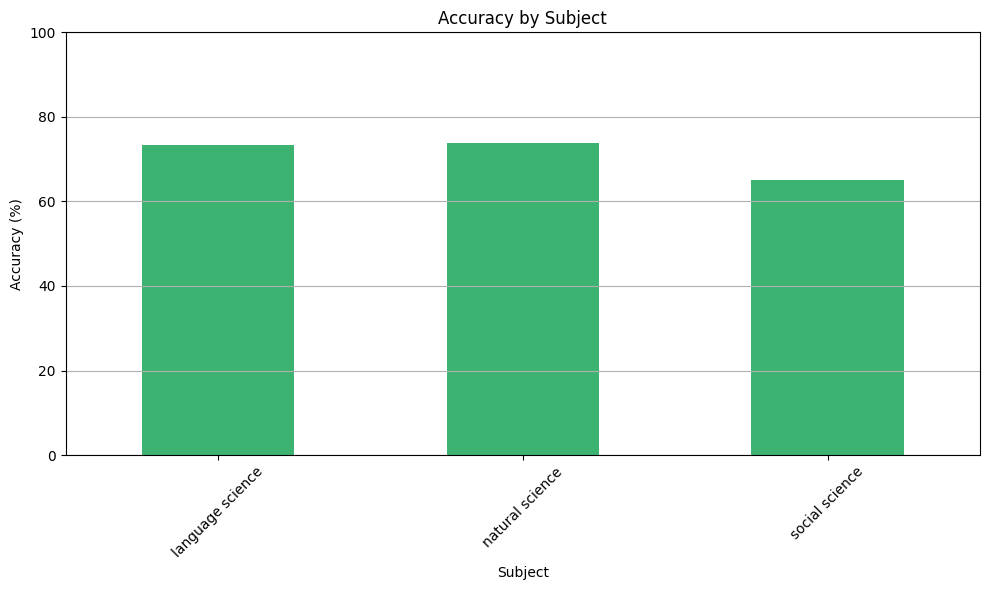 Accuracy by Subject
Accuracy (%)
100
80
60
40
20
0
language science
natural science
social science
Subject